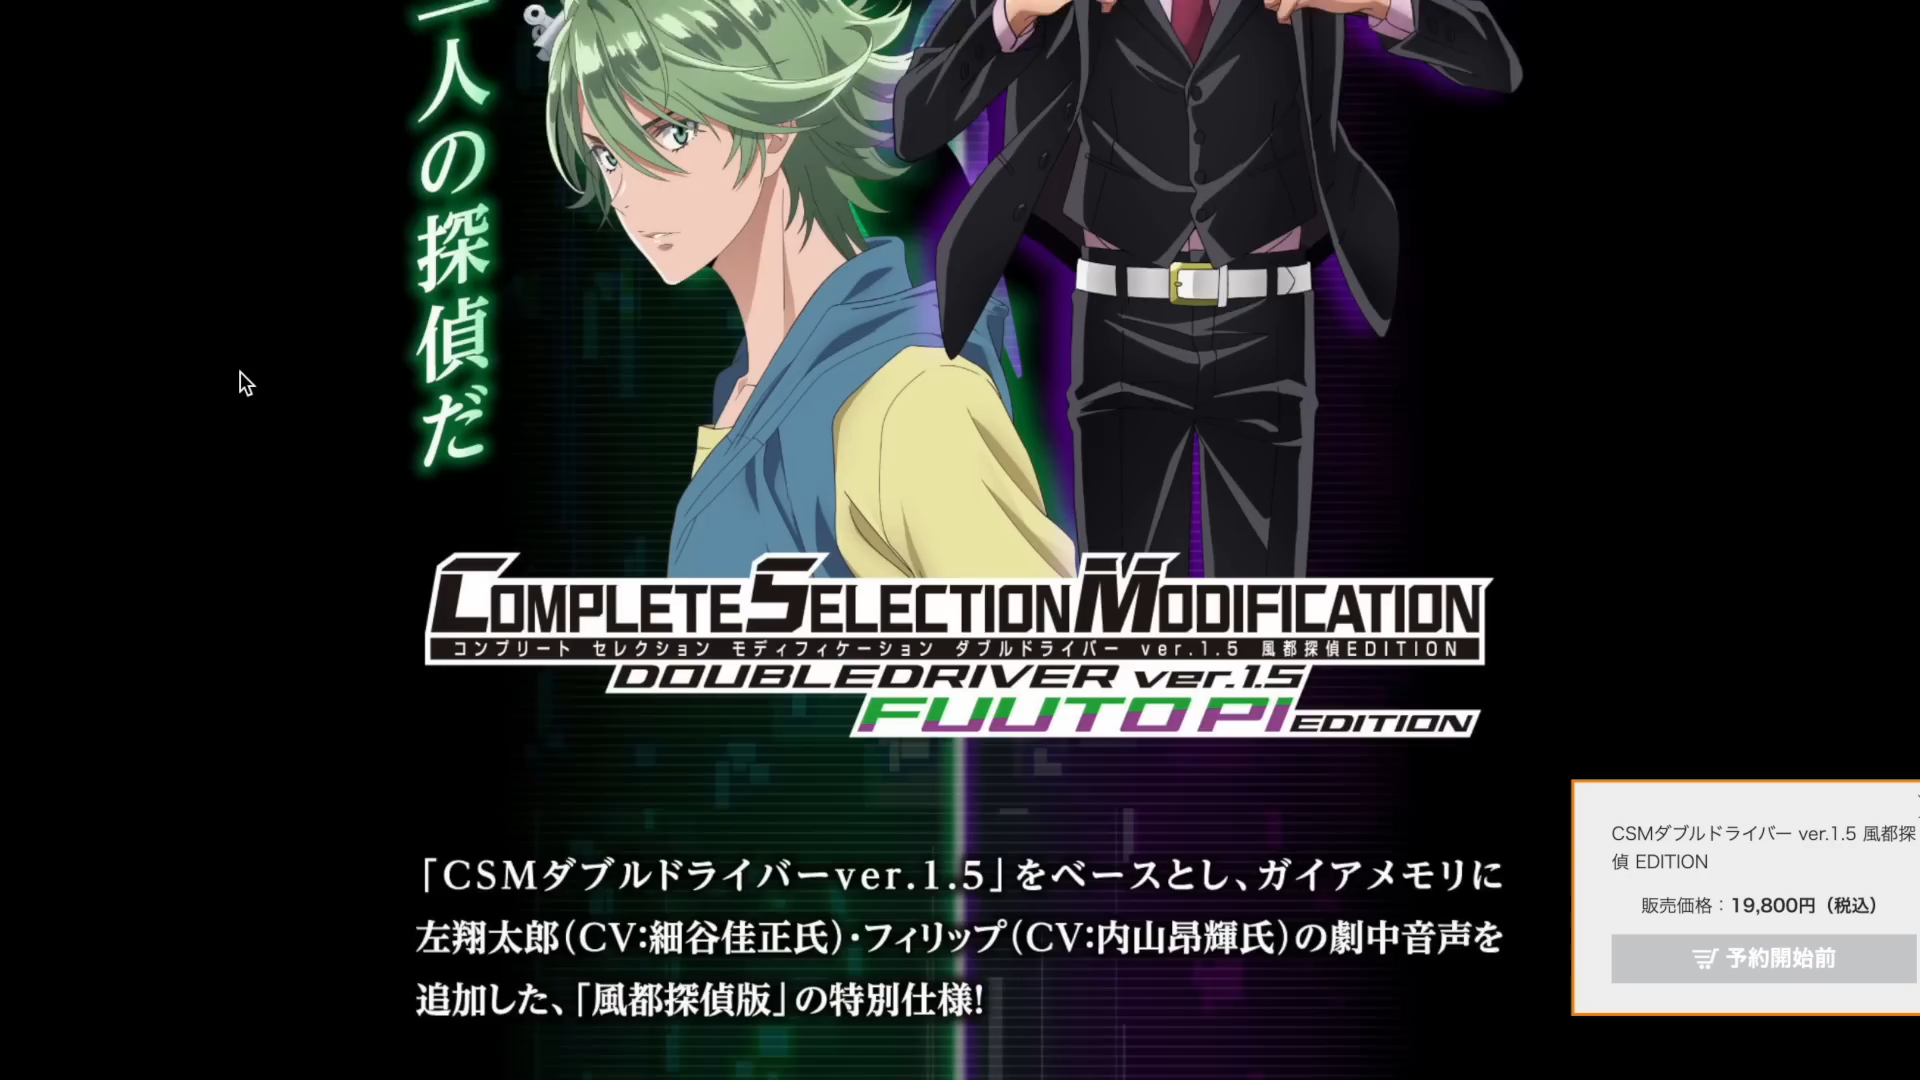 人の探偵だ
COMPLETE SELECTION MODIFICATION
コンプリート セレクション モディフィケーション ダブルドライバー ver.1.5 風都探偵EDITION
DOUBLEDRIVER ver.1.5
FUUTO PI EDITION
「CSMダブルドライバーver.1.5」をベースとし、ガイアメモリに
左翔太郎(CV:細谷佳正氏)・フィリップ(CV:内山昂輝氏)の劇中音声を
追加した、「風都探偵版」の特別仕様!
CSMダブルドライバー ver.1.5 風都探
偵 EDITION
販売価格：19,800円（税込）
予約開始前